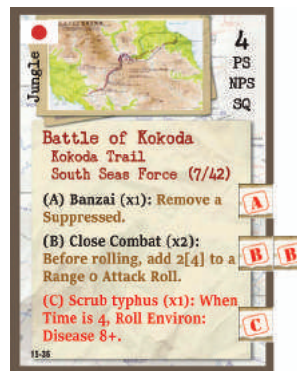 Jungle
4
PS
NPS
SQ
Battle of Kokoda
Kokoda Trail
South Seas Force (7/42)
(A) Banzai (x1): Remove a
Suppressed.
A
(B) Close Combat (x2):
Before rolling, add 2[4] to a
Range 0 Attack Roll.
B B
(C) Scrub typhus (x1): When
Time is 4, Roll Environ:
Disease 8+.
C
15-36